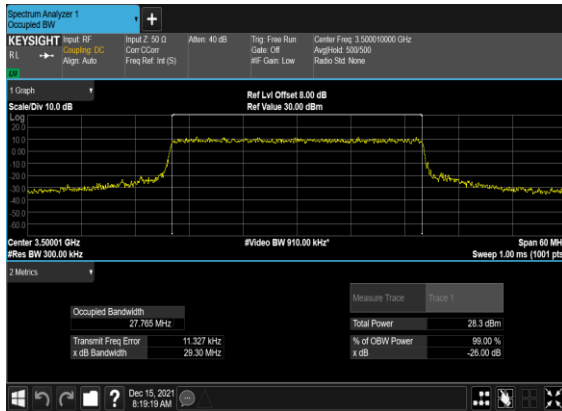 Spectrum Analyzer 1
Occupied BW
KEYSIGHT
RL
Input: RF
Coupling: DC
Align: Auto
Input Z: 50 Ω
Corr CCorr
Freq Ref: Int (S)
Atten: 40 dB
Trig: Free Run
Gate: Off
#IF Gain: Low
Center Freq: 3.500010000 GHz
Avg|Hold: 500/500
Radio Std: None
1 Graph
Scale/Div 10.0 dB
Ref Lvl Offset 8.00 dB
Ref Value 30.00 dBm
Log
20.0
10.0
0.00
-10.0
-20.0
-30.0
-40.0
-50.0
-60.0
Center 3.50001 GHz
#Res BW 300.00 kHz
#Video BW 910.00 kHz*
Span 60 MH
Sweep 1.00 ms (1001 pts
2 Metrics
Measure Trace Trace 1
Occupied Bandwidth
27.765 MHz
Total Power 28.3 dBm
Transmit Freq Error 11.327 kHz
% of OBW Power 99.00 %
x dB Bandwidth 29.30 MHz
x dB -26.00 dB
Dec 15, 2021
8:19:19 AM